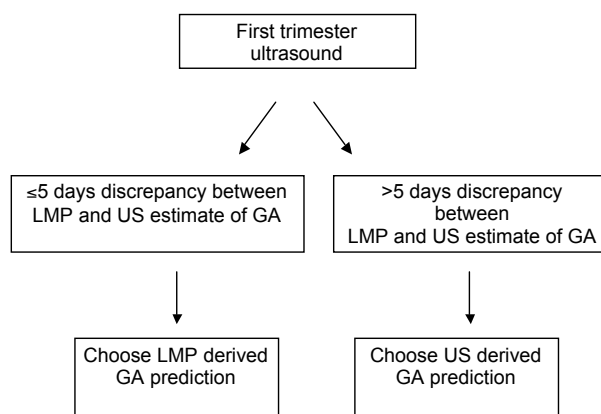 First trimester
ultrasound
≤5 days discrepancy between
LMP and US estimate of GA
>5 days discrepancy
between
LMP and US estimate of GA
Choose LMP derived
GA prediction
Choose US derived
GA prediction